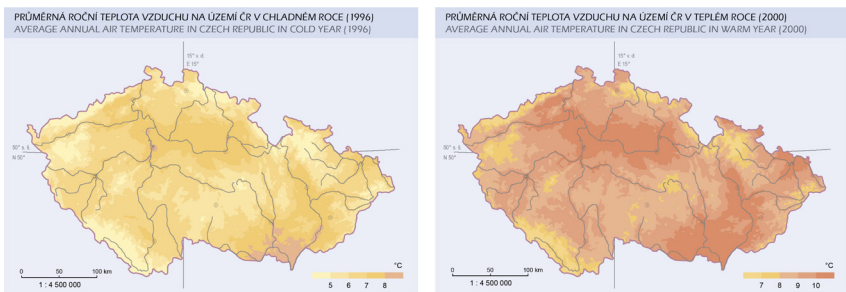 PRŮMĚRNÁ ROČNÍ TEPLOTA VZDUCHU NA ÚZEMÍ ČR V CHLADNÉM ROCE (1996)
AVERAGE ANNUAL AIR TEMPERATURE IN CZECH REPUBLIC IN COLD YEAR (1996)
15° v. d.
E 15°
50° s. š.
N 50°
°C
0 50 100 km
5 6 7 8
1 : 4 500 000
PRŮMĚRNÁ ROČNÍ TEPLOTA VZDUCHU NA ÚZEMÍ ČR V TEPLÉM ROCE (2000)
AVERAGE ANNUAL AIR TEMPERATURE IN CZECH REPUBLIC IN WARM YEAR (2000)
15° v. d.
E 15°
50° s. š.
N 50°
°C
0 50 100 km
7 8 9 10
1 : 4 500 000